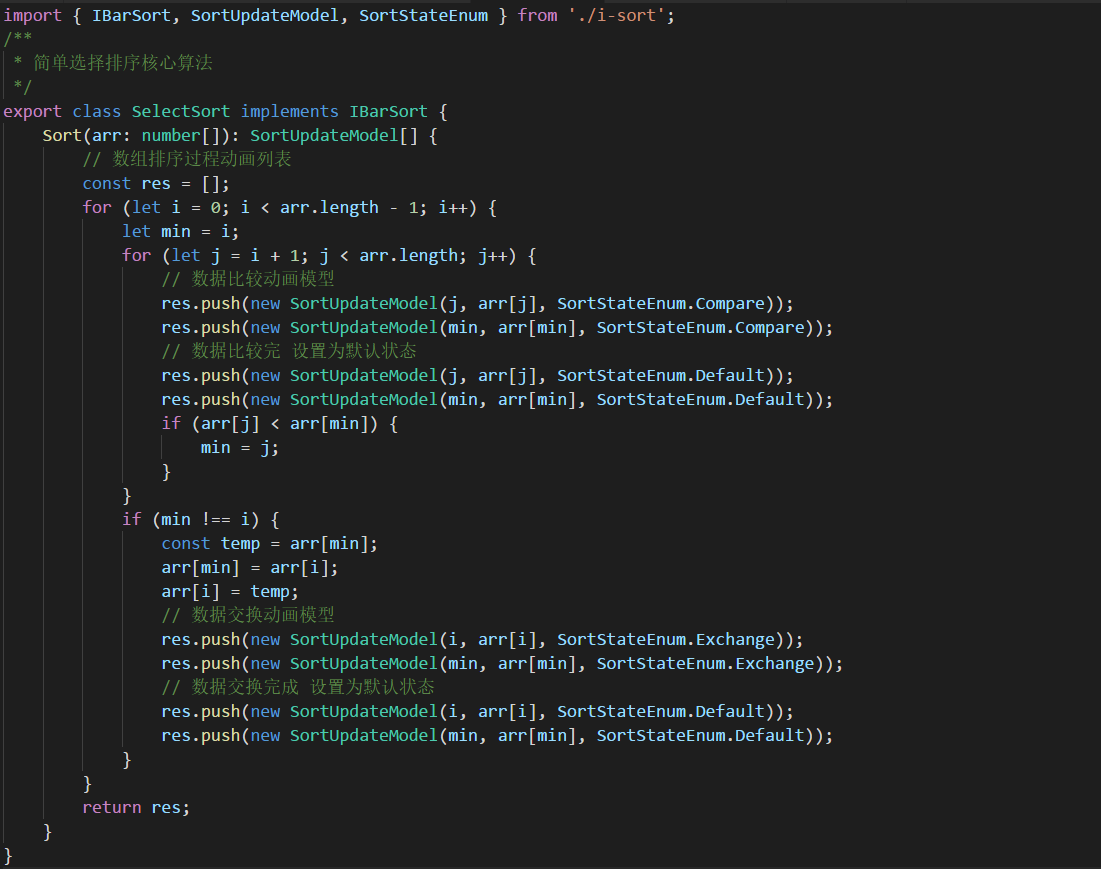 import { IBarSort, SortUpdateModel, SortStateEnum } from './i-sort';
/**
 * 简单选择排序核心算法
 */
export class SelectSort implements IBarSort {
    Sort(arr: number[]): SortUpdateModel[] {
        // 数组排序过程动画列表
        const res = [];
        for (let i = 0; i < arr.length - 1; i++) {
            let min = i;
            for (let j = i + 1; j < arr.length; j++) {
                // 数据比较动画模型
                res.push(new SortUpdateModel(j, arr[j], SortStateEnum.Compare));
                res.push(new SortUpdateModel(min, arr[min], SortStateEnum.Compare));
                // 数据比较完 设置为默认状态
                res.push(new SortUpdateModel(j, arr[j], SortStateEnum.Default));
                res.push(new SortUpdateModel(min, arr[min], SortStateEnum.Default));
                if (arr[j] < arr[min]) {
                    min = j;
                }
            }
            if (min !== i) {
                const temp = arr[min];
                arr[min] = arr[i];
                arr[i] = temp;
                // 数据交换动画模型
                res.push(new SortUpdateModel(i, arr[i], SortStateEnum.Exchange));
                res.push(new SortUpdateModel(min, arr[min], SortStateEnum.Exchange));
                // 数据交换完成 设置为默认状态
                res.push(new SortUpdateModel(i, arr[i], SortStateEnum.Default));
                res.push(new SortUpdateModel(min, arr[min], SortStateEnum.Default));
            }
        }
        return res;
    }
}